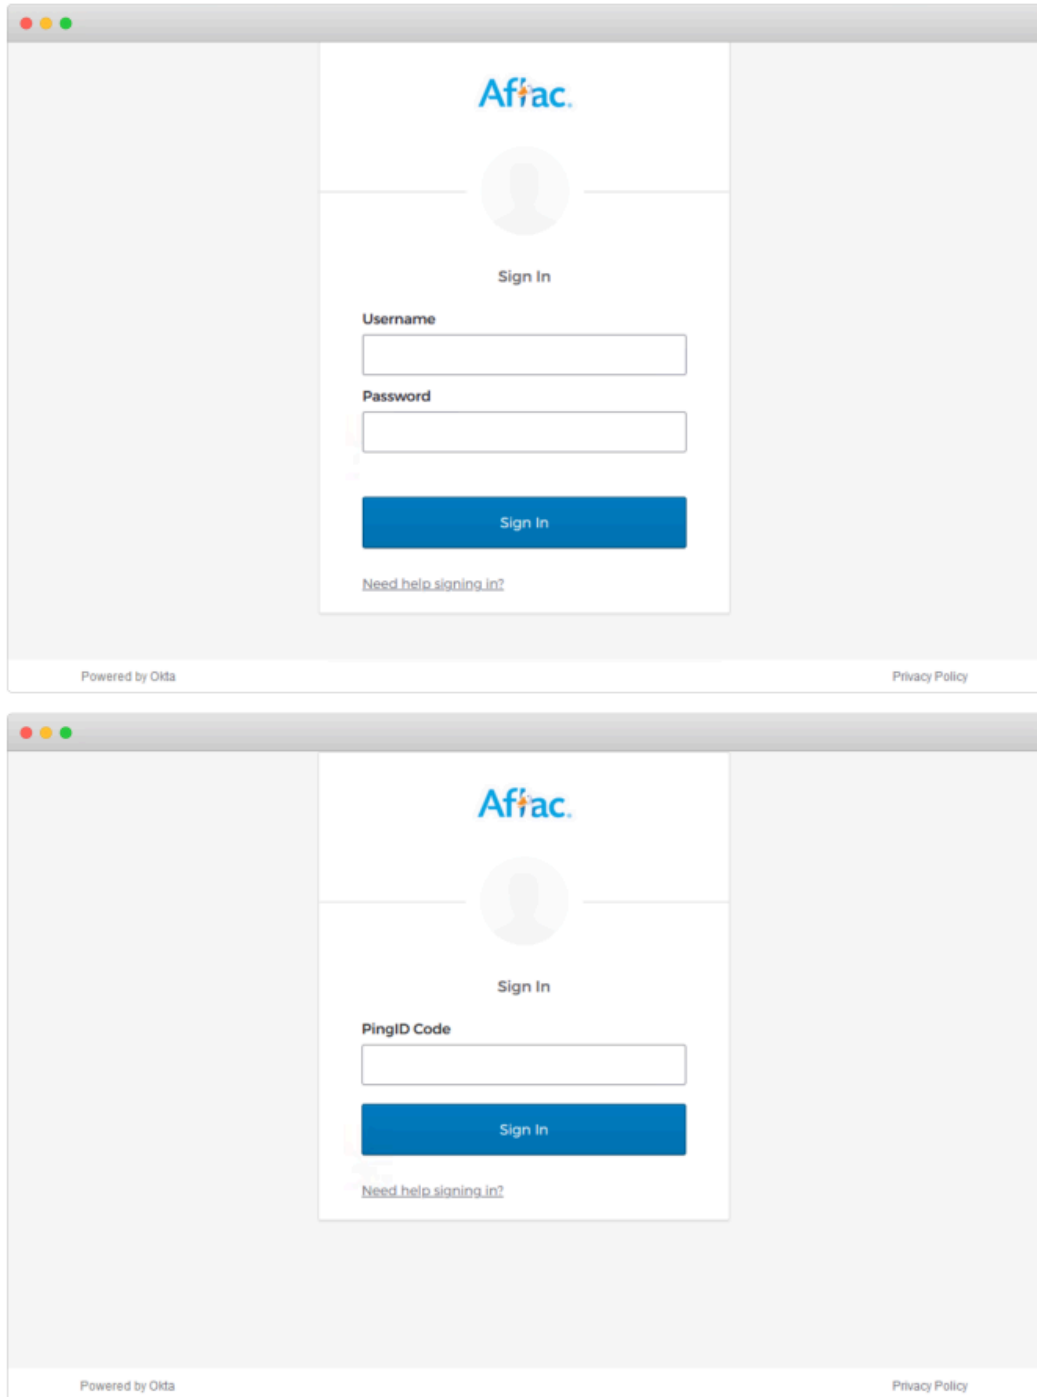 Aflac.
Sign In
Username
Password
Sign In
Need help signing in?
Powered by Okta
Privacy Policy
Aflac.
Sign In
PingID Code
Sign In
Need help signing in?
Powered by Okta
Privacy Policy